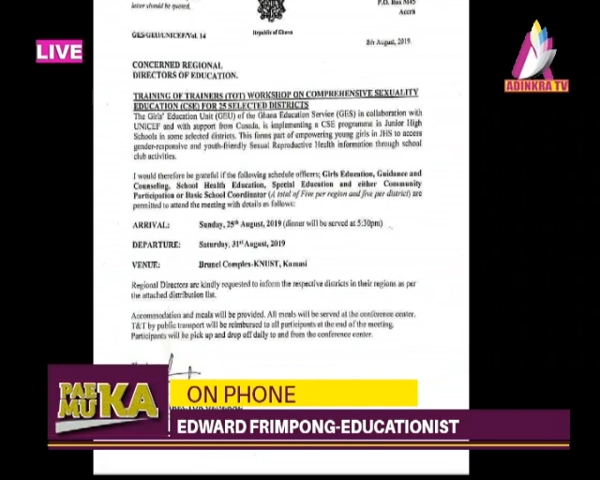 letter should be quoted.
P.O. Box M45
Accra
Republic of Ghana
GES/GEU/UNICEF/Vol. 14
8th August, 2019.
LIVE
ADINKRA TV
CONCERNED REGIONAL
DIRECTORS OF EDUCATION.
TRAINING OF TRAINERS (TOT) WORKSHOP ON COMPREHENSIVE SEXUALITY
EDUCATION (CSE) FOR 25 SELECTED DISTRICTS
The Girls' Education Unit (GEU) of the Ghana Education Service (GES) in collaboration with
UNICEF and with support from Canada, is implementing a CSE programme in Junior High
Schools in some selected districts. This forms part of empowering young girls in JHS to access
gender-responsive and youth-friendly Sexual Reproductive Health information through school
club activities.
I would therefore be grateful if the following schedule officers; Girls Education, Guidance and
Counseling, School Health Education, Special Education and either Community
Participation or Basic School Coordinator (A total of Five per region and five per district) are
permitted to attend the meeting with details as follows:
ARRIVAL: Sunday, 25th August, 2019 (dinner will be served at 5:30pm)
DEPARTURE: Saturday, 31st August, 2019
VENUE: Brunei Complex-KNUST, Kumasi
Regional Directors are kindly requested to inform the respective districts in their regions as per
the attached distribution list.
Accommodation and meals will be provided. All meals will be served at the conference center.
T&T by public transport will be reimbursed to all participants at the end of the meeting.
Participants will be pick up and drop off daily to and from the conference center.
PAE MU KA
ON PHONE
EDWARD FRIMPONG-EDUCATIONIST